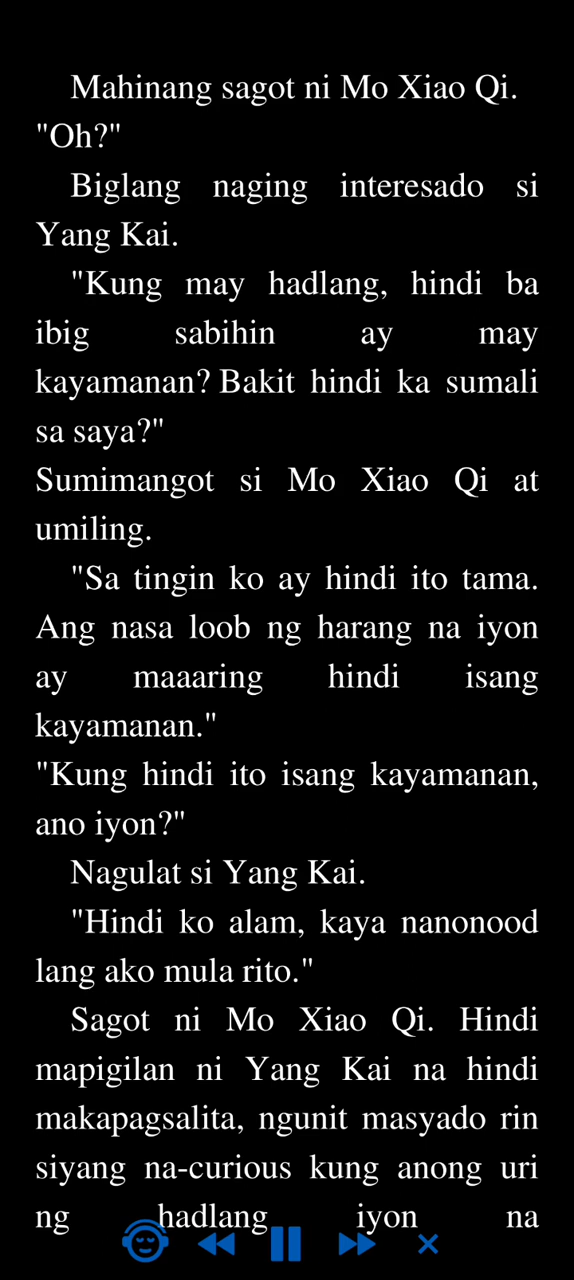 Mahinang sagot ni Mo Xiao Qi.
"Oh?"
Biglang naging interesado si
Yang Kai.
"Kung may hadlang, hindi ba
ibig sabihin ay may
kayamanan? Bakit hindi ka sumali
sa saya?"
Sumimangot si Mo Xiao Qi at
umiling.
"Sa tingin ko ay hindi ito tama.
Ang nasa loob ng harang na iyon
ay maaaring hindi isang
kayamanan."
"Kung hindi ito isang kayamanan,
ano iyon?"
Nagulat si Yang Kai.
"Hindi ko alam, kaya nanonood
lang ako mula rito."
Sagot ni Mo Xiao Qi. Hindi
mapigilan ni Yang Kai na hindi
makapagsalita, ngunit masyado rin
siyang na-curious kung anong uri
ng hadlang iyon na